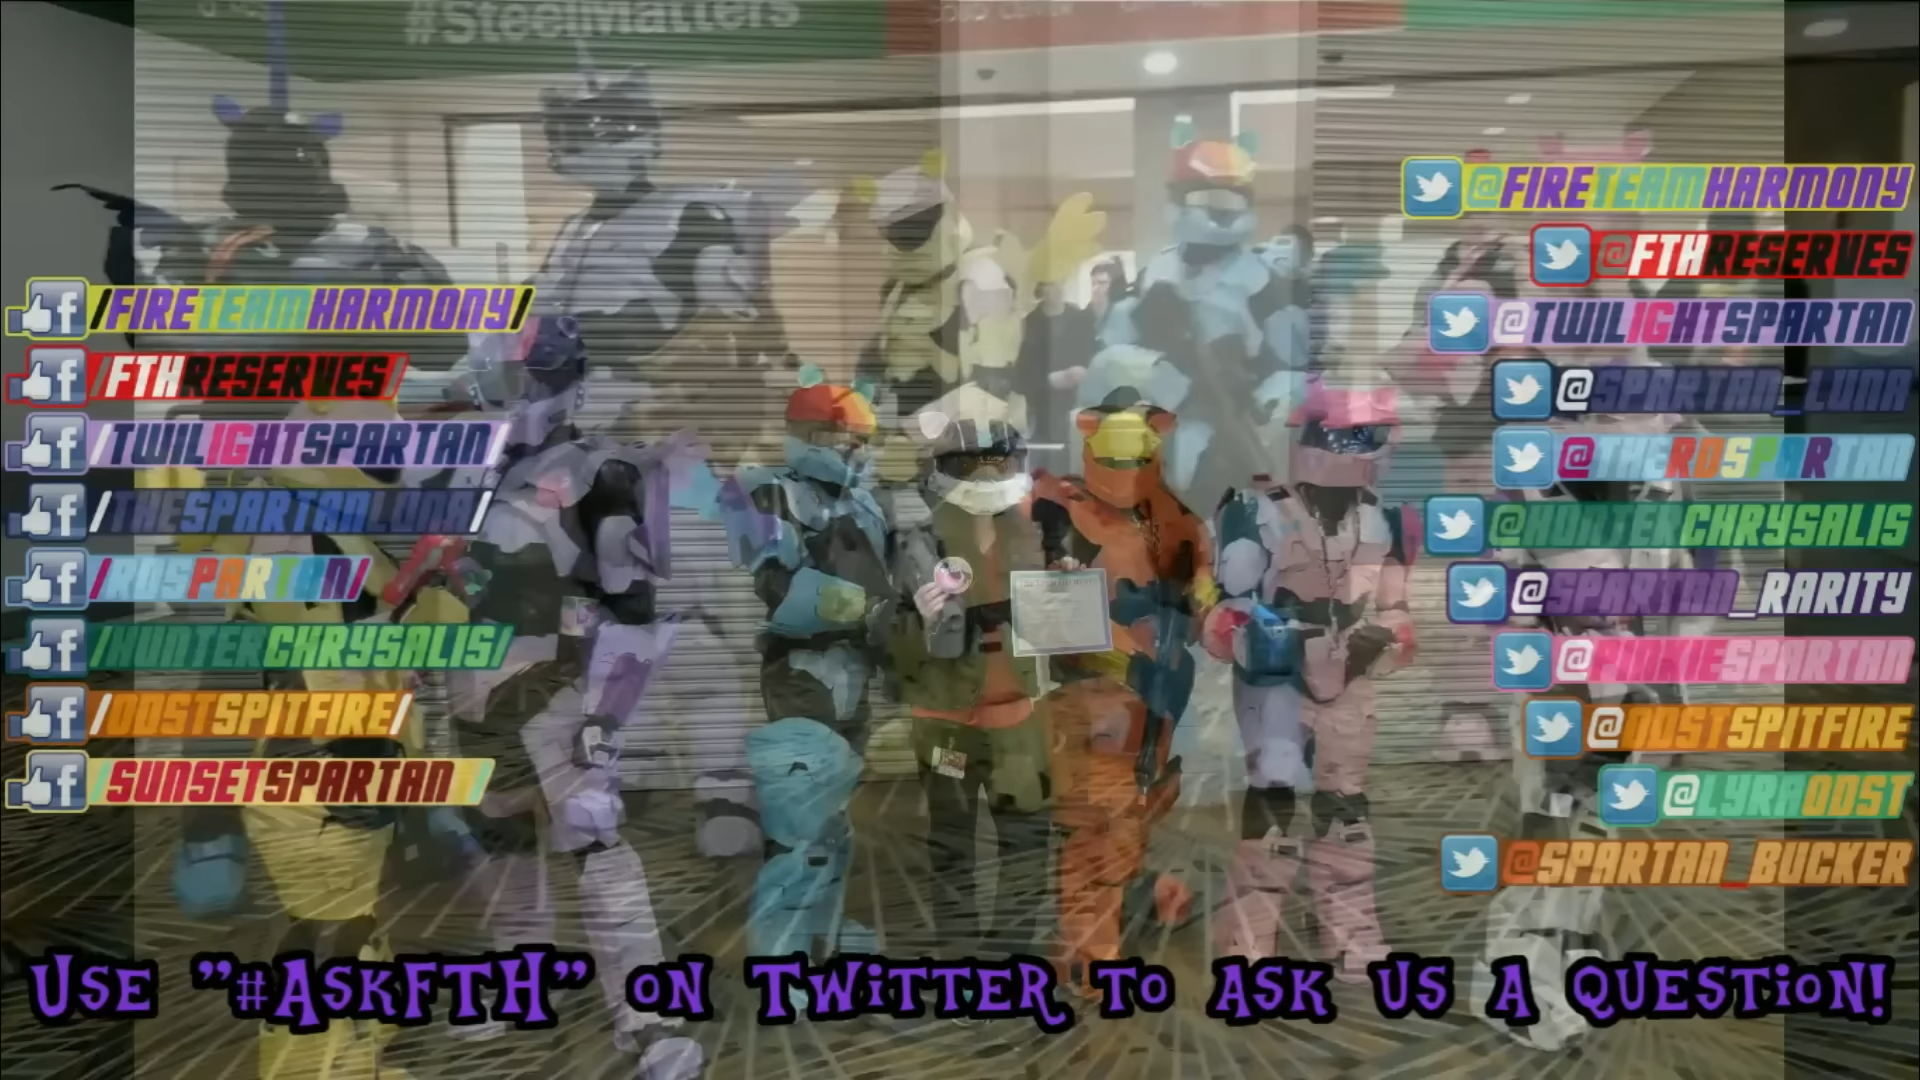 #SteelMatters
/FIRETEAMHARMONY/
/FTHRESERVES/
/TWILIGHTSPARTAN/
/THESPARTANLUNA/
/RDSPARTAN/
/HUNTERCHRYSALIS/
/ODSTSPITFIRE/
/SUNSETSPARTAN/
@FIRETEAMHARMONY
@FTHRESERVES
@TWILIGHTSPARTAN
@SPARTAN_LUNA
@THERDSPARTAN
@HUNTERCHRYSALIS
@SPARTAN_RARITY
@PINKIESPARTAN
@ODSTSPITFIRE
@LYRAODST
@SPARTAN_BUCKER
USE "#ASKFTH" ON TWITTER TO ASK US A QUESTION!